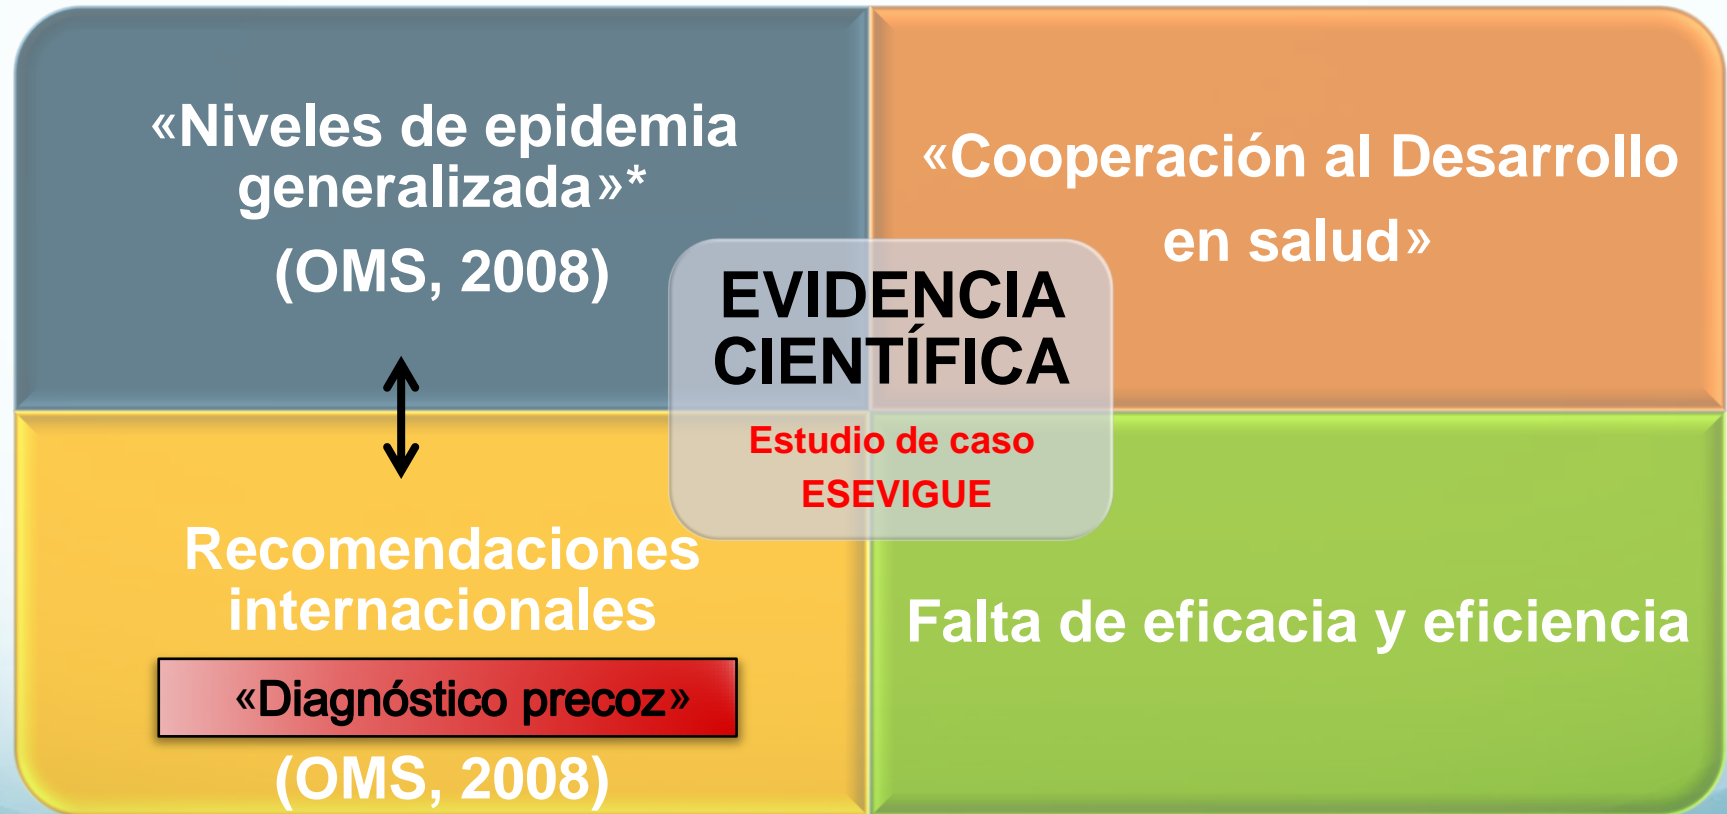 «Niveles de epidemia
generalizada»*
(OMS, 2008)
«Cooperación al Desarrollo
en salud»
EVIDENCIA
CIENTÍFICA
Estudio de caso
ESEVIGUE
Recomendaciones
internacionales
«Diagnóstico precoz»
(OMS, 2008)
Falta de eficacia y eficiencia